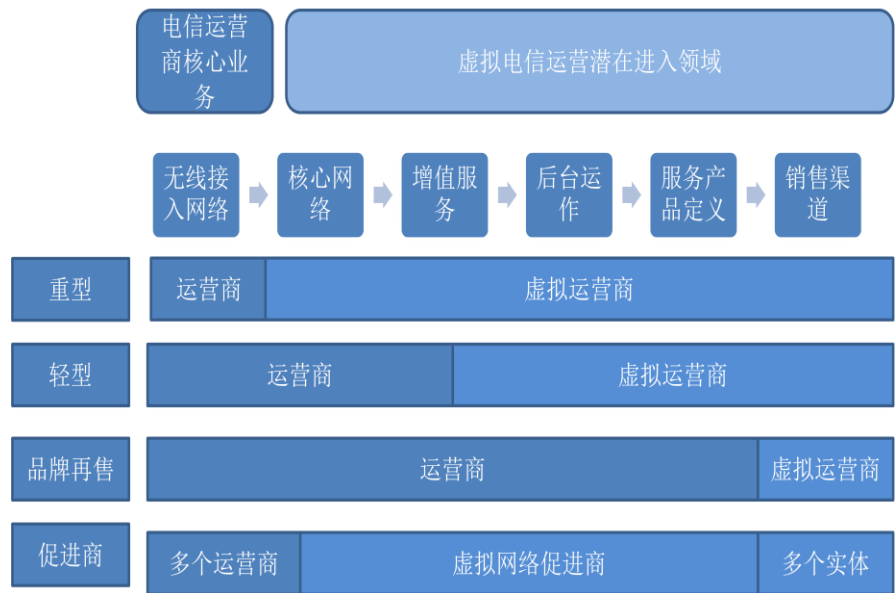 电信运营
商核心业
务
虚拟电信运营潜在进入领域
无线接
入网络
核心网
络
增值服
务
后台运
作
服务产
品定义
销售渠
道
重型
运营商
虚拟运营商
轻型
运营商
虚拟运营商
品牌再售
运营商
虚拟运营商
促进商
多个运营商
虚拟网络促进商
多个实体